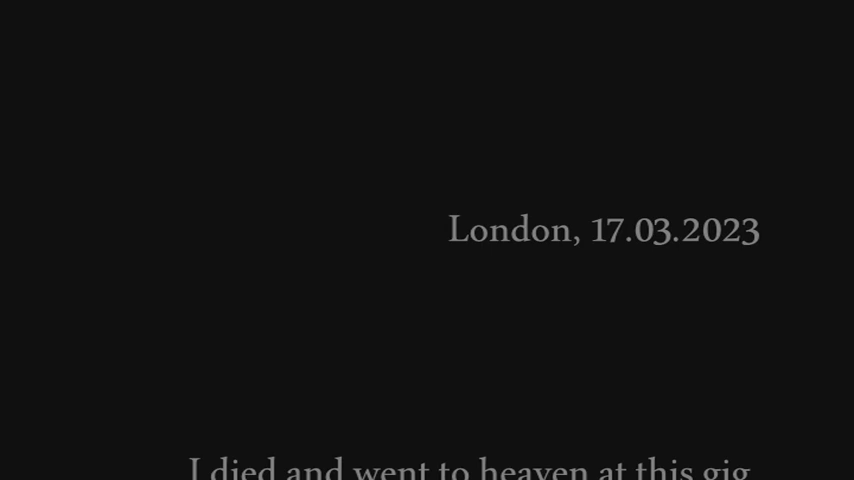 London, 17.03.2023
I died and went to heaven at this gig